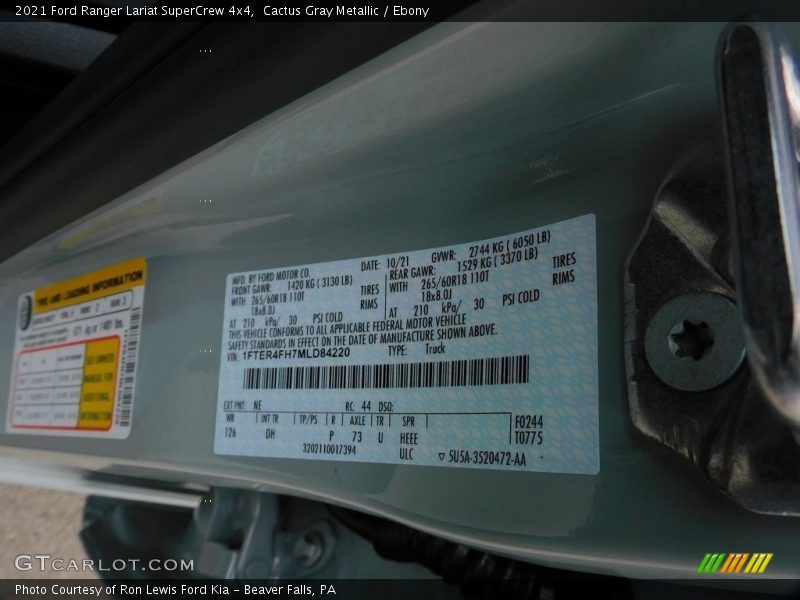 2021 Ford Ranger Lariat SuperCrew 4x4, Cactus Gray Metallic / Ebony
TIRE AND LOADING INFORMATION
SEE OWNERS
MANUAL FOR
ADDITIONAL
INFORMATION
MFD. BY FORD MOTOR CO. DATE: 10/21 GVWR: 2744 KG ( 6050 LB)
FRONT GAWR: 1420 KG ( 3130 LB) REAR GAWR: 1529 KG ( 3370 LB)
WITH 265/60R18 110T TIRES WITH 265/60R18 110T TIRES
18x8.0J RIMS 18x8.0J RIMS
AT 210 kPa/ 30 PSI COLD AT 210 kPa/ 30 PSI COLD
THIS VEHICLE CONFORMS TO ALL APPLICABLE FEDERAL MOTOR VEHICLE
SAFETY STANDARDS IN EFFECT ON THE DATE OF MANUFACTURE SHOWN ABOVE.
VIN: 1FTER4FH7MLD84220 TYPE: Truck
EXT PNT: NE RC: 44 DSO:
WB INT TR TP/PS R AXLE TR SPR F0244
126 DH P 73 U HEEE T0775
3202110017394 ULC 5U5A-3520472-AA
GTCARLOT.COM
Photo Courtesy of Ron Lewis Ford Kia - Beaver Falls, PA